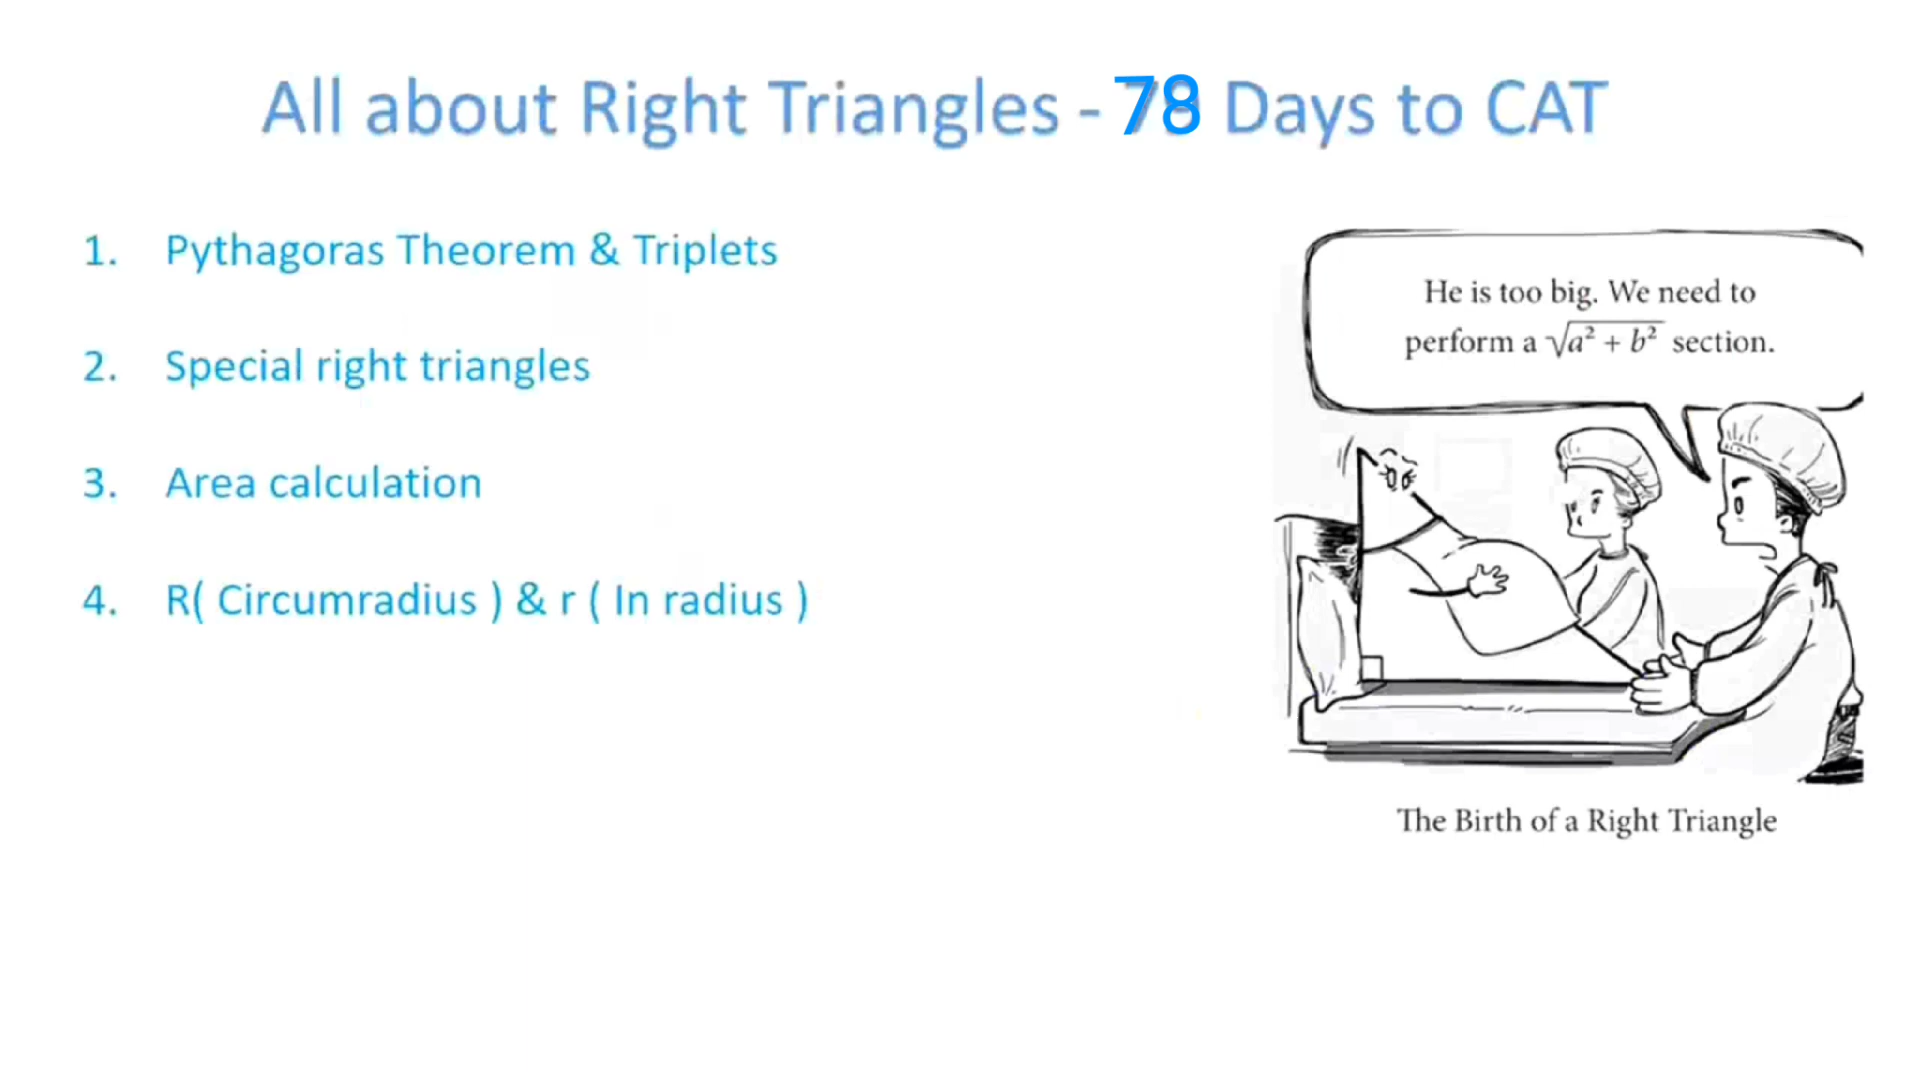 All about Right Triangles - 78 Days to CAT
1. Pythagoras Theorem & Triplets
2. Special right triangles
3. Area calculation
4. R( Circumradius ) & r ( In radius )
He is too big. We need to
perform a √a² + b² section.
The Birth of a Right Triangle